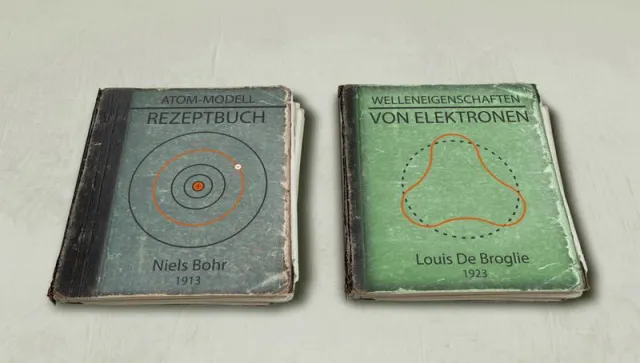 ATOM-MODELL
REZEPTBUCH
Niels Bohr
1913
WELLENEIGENSCHAFTEN
VON ELEKTRONEN
Louis De Broglie
1923